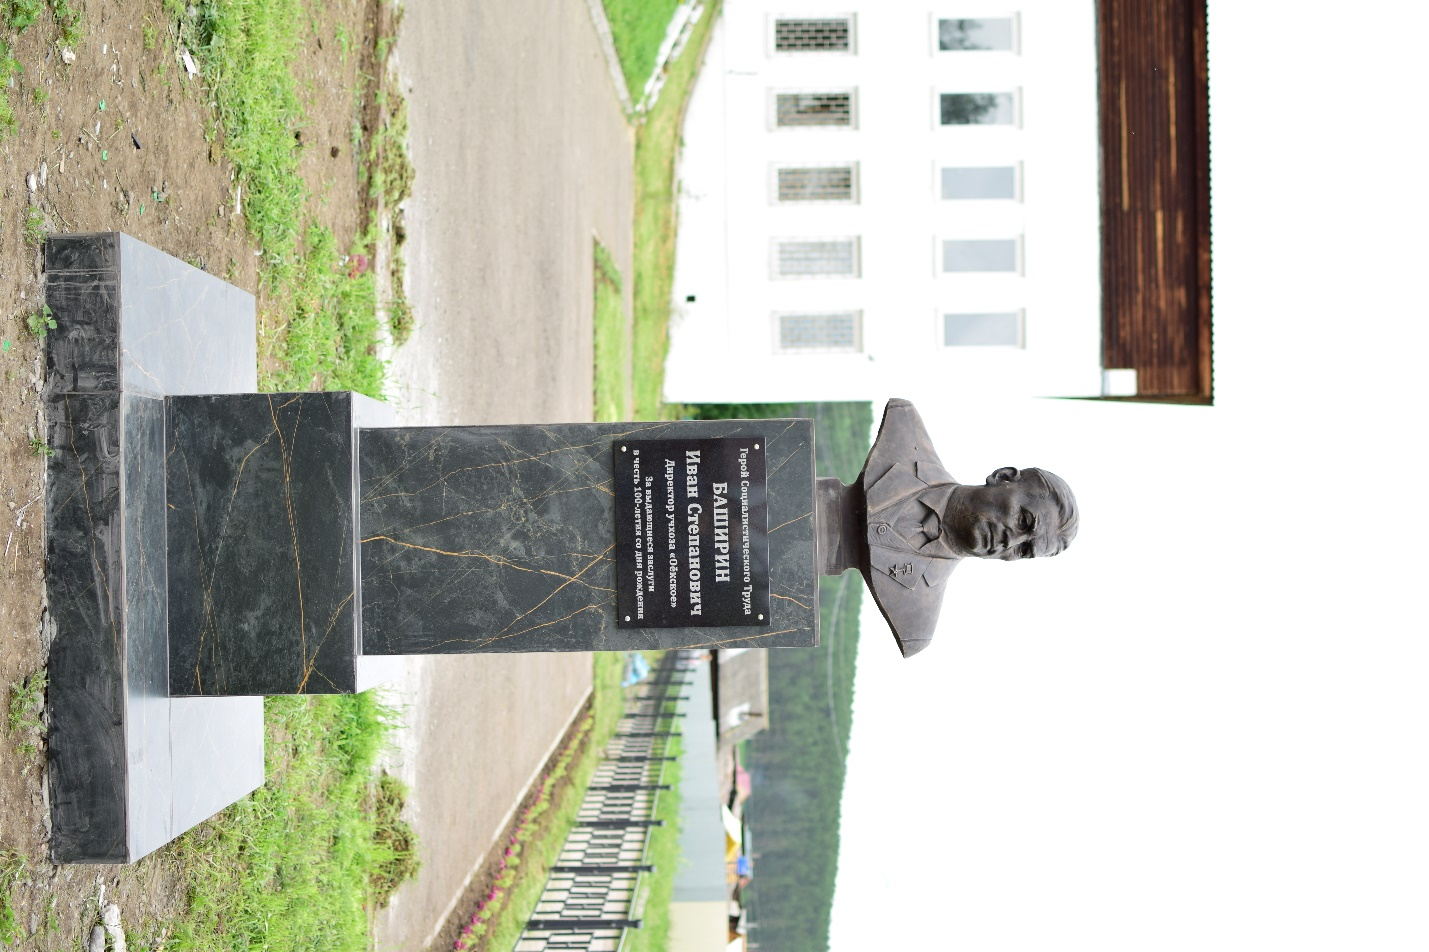 Герой Социалистического Труда
БАШИРИН
Иван Степанович
Директор учхоза «Оёкское»
За выдающиеся заслуги
в честь 100-летия со дня рождения